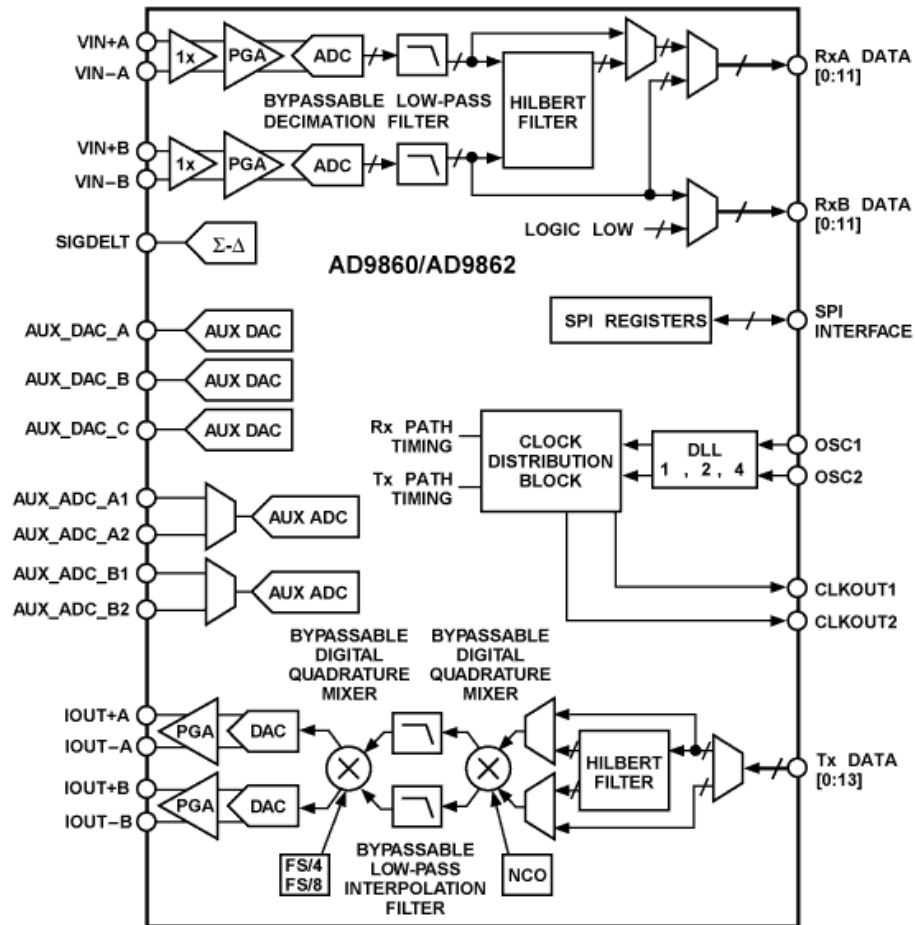 VIN+A
VIN−A
1x
PGA
ADC
BYPASSABLE LOW-PASS
DECIMATION FILTER
HILBERT
FILTER
RxA DATA
[0:11]
VIN+B
VIN−B
1x
PGA
ADC
LOGIC LOW
RxB DATA
[0:11]
SIGDELT
Σ-Δ
AD9860/AD9862
AUX_DAC_A
AUX DAC
AUX_DAC_B
AUX DAC
AUX_DAC_C
AUX DAC
SPI REGISTERS
SPI
INTERFACE
Rx PATH
TIMING
Tx PATH
TIMING
CLOCK
DISTRIBUTION
BLOCK
DLL
1 , 2 , 4
OSC1
OSC2
AUX_ADC_A1
AUX_ADC_A2
AUX ADC
AUX_ADC_B1
AUX_ADC_B2
AUX ADC
CLKOUT1
CLKOUT2
BYPASSABLE
DIGITAL
QUADRATURE
MIXER
BYPASSABLE
DIGITAL
QUADRATURE
MIXER
IOUT+A
IOUT−A
PGA
DAC
IOUT+B
IOUT−B
PGA
DAC
HILBERT
FILTER
Tx DATA
[0:13]
FS/4
FS/8
BYPASSABLE
LOW-PASS
INTERPOLATION
FILTER
NCO